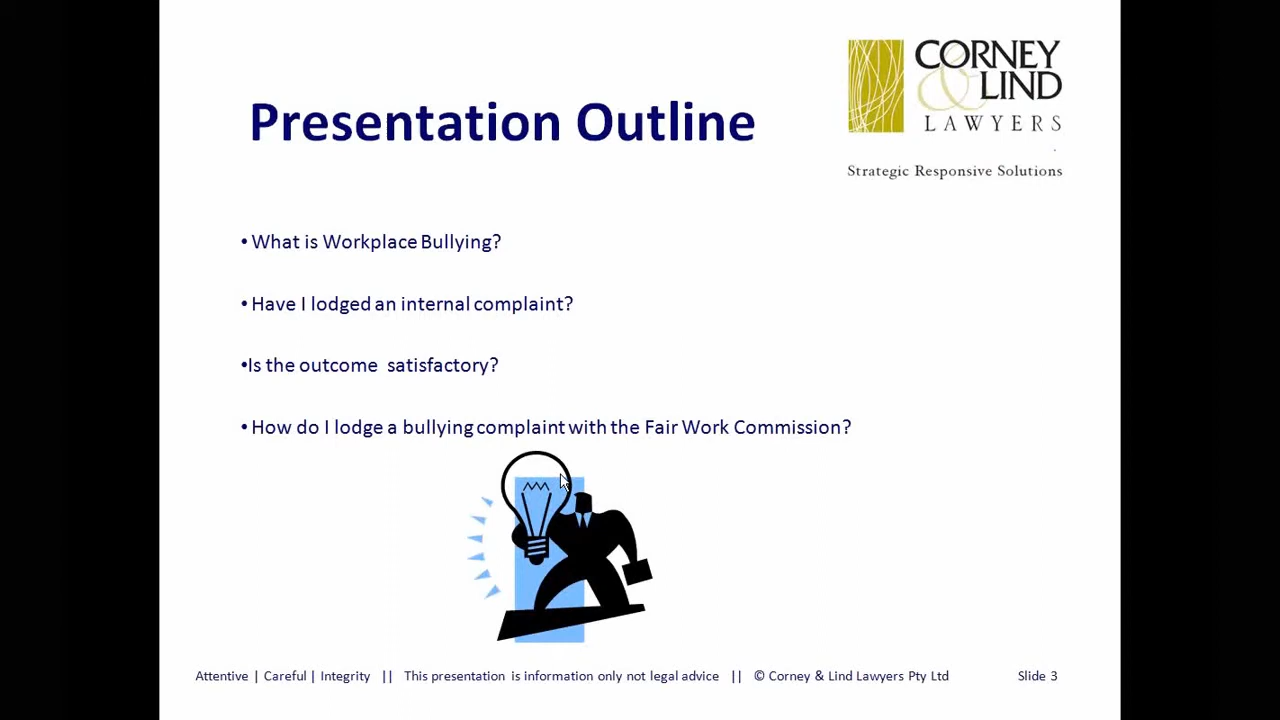 CORNEY
& LIND
LAWYERS
Strategic Responsive Solutions
Presentation Outline
• What is Workplace Bullying?
• Have I lodged an internal complaint?
•Is the outcome  satisfactory?
• How do I lodge a bullying complaint with the Fair Work Commission?
Attentive | Careful | Integrity || This presentation is information only not legal advice || © Corney & Lind Lawyers Pty Ltd Slide 3